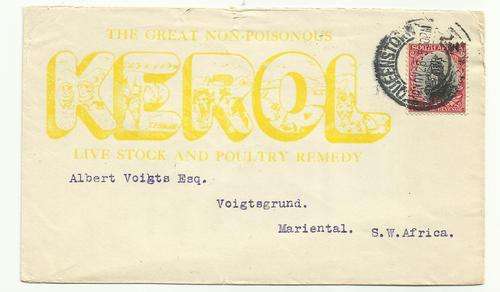 THE GREAT NON-POISONOUS
KEROL
LIVE STOCK AND POULTRY REMEDY
Albert Voigts Esq.
Voigtsgrund.
Mariental. S.W.Africa.